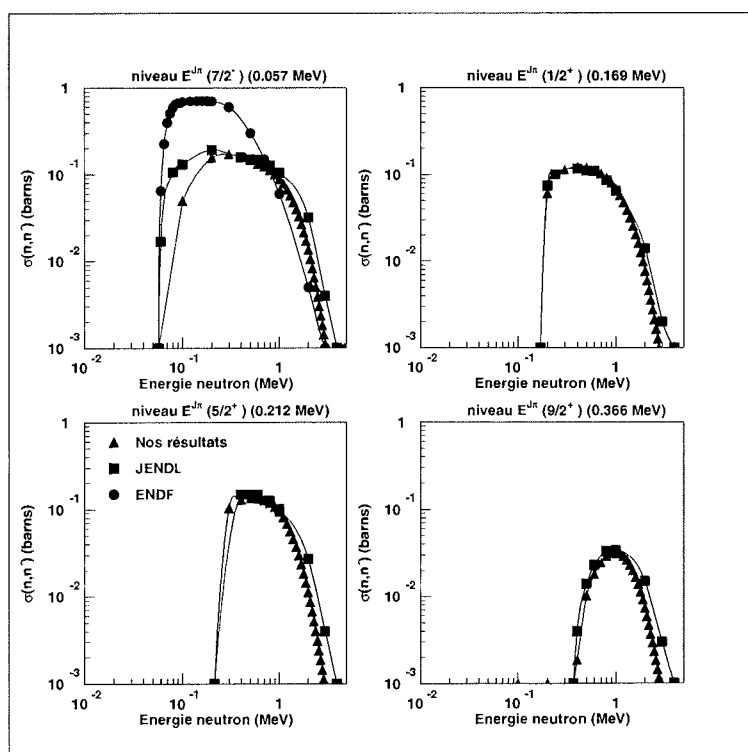 niveau E^Jπ (7/2⁻) (0.057 MeV)
1
10⁻¹
10⁻²
10⁻³
10⁻² 10⁻¹ 1
σ(n,n') (barns)
Energie neutron (MeV)
niveau E^Jπ (1/2⁺) (0.169 MeV)
1
10⁻¹
10⁻²
10⁻³
10⁻² 10⁻¹ 1
σ(n,n') (barns)
Energie neutron (MeV)
niveau E^Jπ (5/2⁺) (0.212 MeV)
1
10⁻¹
10⁻²
10⁻³
10⁻² 10⁻¹ 1
σ(n,n') (barns)
Nos résultats
JENDL
ENDF
Energie neutron (MeV)
niveau E^Jπ (9/2⁺) (0.366 MeV)
1
10⁻¹
10⁻²
10⁻³
10⁻² 10⁻¹ 1
σ(n,n') (barns)
Energie neutron (MeV)